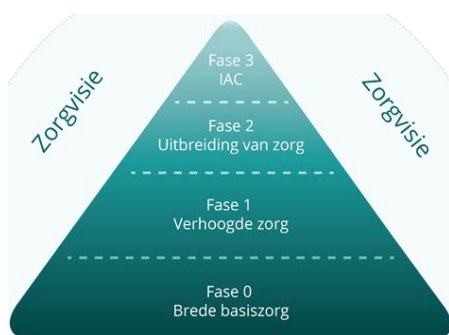 Zorgvisie
Zorgvisie
Fase 3
IAC
Fase 2
Uitbreiding van zorg
Fase 1
Verhoogde zorg
Fase 0
Brede basiszorg